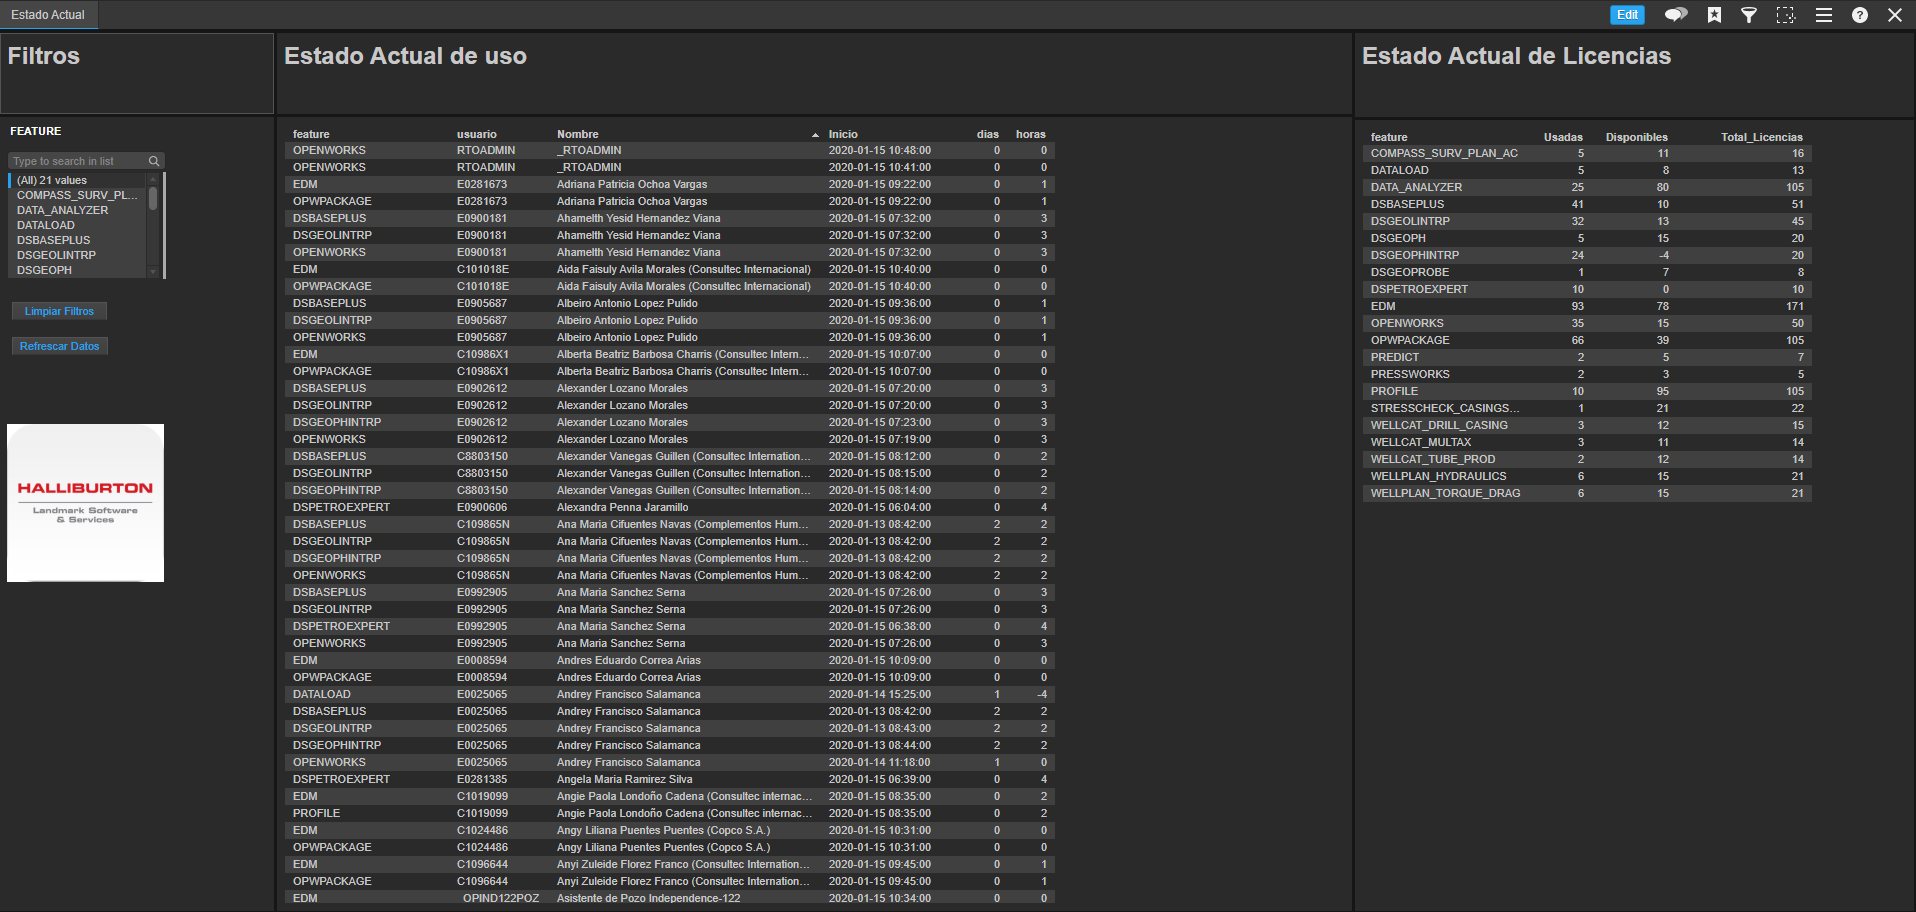 Estado Actual
Edit
Filtros
Estado Actual de uso
Estado Actual de Licencias
FEATURE
Type to search in list
(All) 21 values
COMPASS_SURV_PL...
DATA_ANALYZER
DATALOAD
DSBASEPLUS
DSGEOLINTRP
DSGEOPH
Limpiar Filtros
Refrescar Datos
HALLIBURTON
Landmark Software
& Services
feature usuario Nombre Inicio dias horas
OPENWORKS RTOADMIN _RTOADMIN 2020-01-15 10:48:00 0 0
OPENWORKS RTOADMIN _RTOADMIN 2020-01-15 10:41:00 0 0
EDM E0281673 Adriana Patricia Ochoa Vargas 2020-01-15 09:22:00 0 1
OPWPACKAGE E0281673 Adriana Patricia Ochoa Vargas 2020-01-15 09:22:00 0 1
DSBASEPLUS E0900181 Ahamelth Yesid Hernandez Viana 2020-01-15 07:32:00 0 3
DSGEOLINTRP E0900181 Ahamelth Yesid Hernandez Viana 2020-01-15 07:32:00 0 3
OPENWORKS E0900181 Ahamelth Yesid Hernandez Viana 2020-01-15 07:32:00 0 3
EDM C101018E Aida Faisuly Avila Morales (Consultec Internacional) 2020-01-15 10:40:00 0 0
OPWPACKAGE C101018E Aida Faisuly Avila Morales (Consultec Internacional) 2020-01-15 10:40:00 0 0
DSBASEPLUS E0905687 Albeiro Antonio Lopez Pulido 2020-01-15 09:36:00 0 1
DSGEOLINTRP E0905687 Albeiro Antonio Lopez Pulido 2020-01-15 09:36:00 0 1
OPENWORKS E0905687 Albeiro Antonio Lopez Pulido 2020-01-15 09:36:00 0 1
EDM C10986X1 Alberta Beatriz Barbosa Charris (Consultec Intern... 2020-01-15 10:07:00 0 0
OPWPACKAGE C10986X1 Alberta Beatriz Barbosa Charris (Consultec Intern... 2020-01-15 10:07:00 0 0
DSBASEPLUS E0902612 Alexander Lozano Morales 2020-01-15 07:20:00 0 3
DSGEOLINTRP E0902612 Alexander Lozano Morales 2020-01-15 07:20:00 0 3
DSGEOPHINTRP E0902612 Alexander Lozano Morales 2020-01-15 07:23:00 0 3
OPENWORKS E0902612 Alexander Lozano Morales 2020-01-15 07:19:00 0 3
DSBASEPLUS C8803150 Alexander Vanegas Guillen (Consultec Internation... 2020-01-15 08:12:00 0 2
DSGEOLINTRP C8803150 Alexander Vanegas Guillen (Consultec Internation... 2020-01-15 08:15:00 0 2
DSGEOPHINTRP C8803150 Alexander Vanegas Guillen (Consultec Internation... 2020-01-15 08:14:00 0 2
DSPETROEXPERT E0900606 Alexandra Penna Jaramillo 2020-01-15 06:04:00 0 4
DSBASEPLUS C109865N Ana Maria Cifuentes Navas (Complementos Hum... 2020-01-13 08:42:00 2 2
DSGEOLINTRP C109865N Ana Maria Cifuentes Navas (Complementos Hum... 2020-01-13 08:42:00 2 2
DSGEOPHINTRP C109865N Ana Maria Cifuentes Navas (Complementos Hum... 2020-01-13 08:42:00 2 2
OPENWORKS C109865N Ana Maria Cifuentes Navas (Complementos Hum... 2020-01-13 08:42:00 2 2
DSBASEPLUS E0992905 Ana Maria Sanchez Serna 2020-01-15 07:26:00 0 3
DSGEOLINTRP E0992905 Ana Maria Sanchez Serna 2020-01-15 07:26:00 0 3
DSPETROEXPERT E0992905 Ana Maria Sanchez Serna 2020-01-15 06:38:00 0 4
OPENWORKS E0992905 Ana Maria Sanchez Serna 2020-01-15 07:26:00 0 3
EDM E0008594 Andres Eduardo Correa Arias 2020-01-15 10:09:00 0 0
OPWPACKAGE E0008594 Andres Eduardo Correa Arias 2020-01-15 10:09:00 0 0
DATALOAD E0025065 Andrey Francisco Salamanca 2020-01-14 15:25:00 1 -4
DSBASEPLUS E0025065 Andrey Francisco Salamanca 2020-01-13 08:42:00 2 2
DSGEOLINTRP E0025065 Andrey Francisco Salamanca 2020-01-13 08:43:00 2 2
DSGEOPHINTRP E0025065 Andrey Francisco Salamanca 2020-01-13 08:44:00 2 2
OPENWORKS E0025065 Andrey Francisco Salamanca 2020-01-14 11:18:00 1 0
DSPETROEXPERT E0281385 Angela Maria Ramirez Silva 2020-01-15 06:39:00 0 4
EDM C1019099 Angie Paola Londoño Cadena (Consultec internac... 2020-01-15 08:35:00 0 2
PROFILE C1019099 Angie Paola Londoño Cadena (Consultec internac... 2020-01-15 08:35:00 0 2
EDM C1024486 Angy Liliana Puentes Puentes (Copco S.A.) 2020-01-15 10:31:00 0 0
OPWPACKAGE C1024486 Angy Liliana Puentes Puentes (Copco S.A.) 2020-01-15 10:31:00 0 0
EDM C1096644 Anyi Zuleide Florez Franco (Consultec Internation... 2020-01-15 09:45:00 0 1
OPWPACKAGE C1096644 Anyi Zuleide Florez Franco (Consultec Internation... 2020-01-15 09:45:00 0 1
EDM OPIND122POZ Asistente de Pozo Independence-122 2020-01-15 10:34:00 0 0
feature Usadas Disponibles Total_Licencias
COMPASS_SURV_PLAN_AC 5 11 16
DATALOAD 5 8 13
DATA_ANALYZER 25 80 105
DSBASEPLUS 41 10 51
DSGEOLINTRP 32 13 45
DSGEOPH 5 15 20
DSGEOPHINTRP 24 -4 20
DSGEOPROBE 1 7 8
DSPETROEXPERT 10 0 10
EDM 93 78 171
OPENWORKS 35 15 50
OPWPACKAGE 66 39 105
PREDICT 2 5 7
PRESSWORKS 2 3 5
PROFILE 10 95 105
STRESSCHECK_CASINGS... 1 21 22
WELLCAT_DRILL_CASING 3 12 15
WELLCAT_MULTAX 3 11 14
WELLCAT_TUBE_PROD 2 12 14
WELLPLAN_HYDRAULICS 6 15 21
WELLPLAN_TORQUE_DRAG 6 15 21